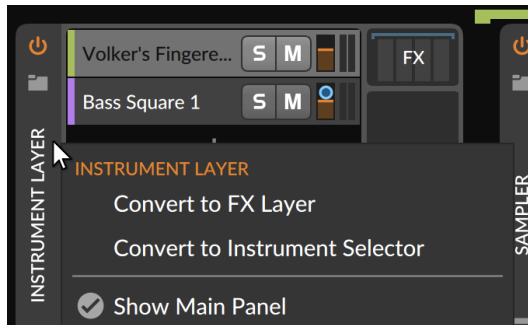 Volker's Fingere... S M
FX
Bass Square 1 S M
INSTRUMENT LAYER
INSTRUMENT LAYER
Convert to FX Layer
Convert to Instrument Selector
Show Main Panel
SAMPLER